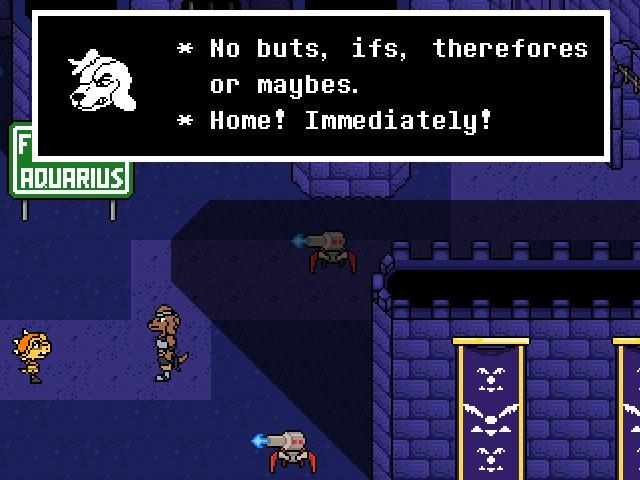 * No buts, ifs, therefores
or maybes.
* Home! Immediately!
F
AQUARIUS